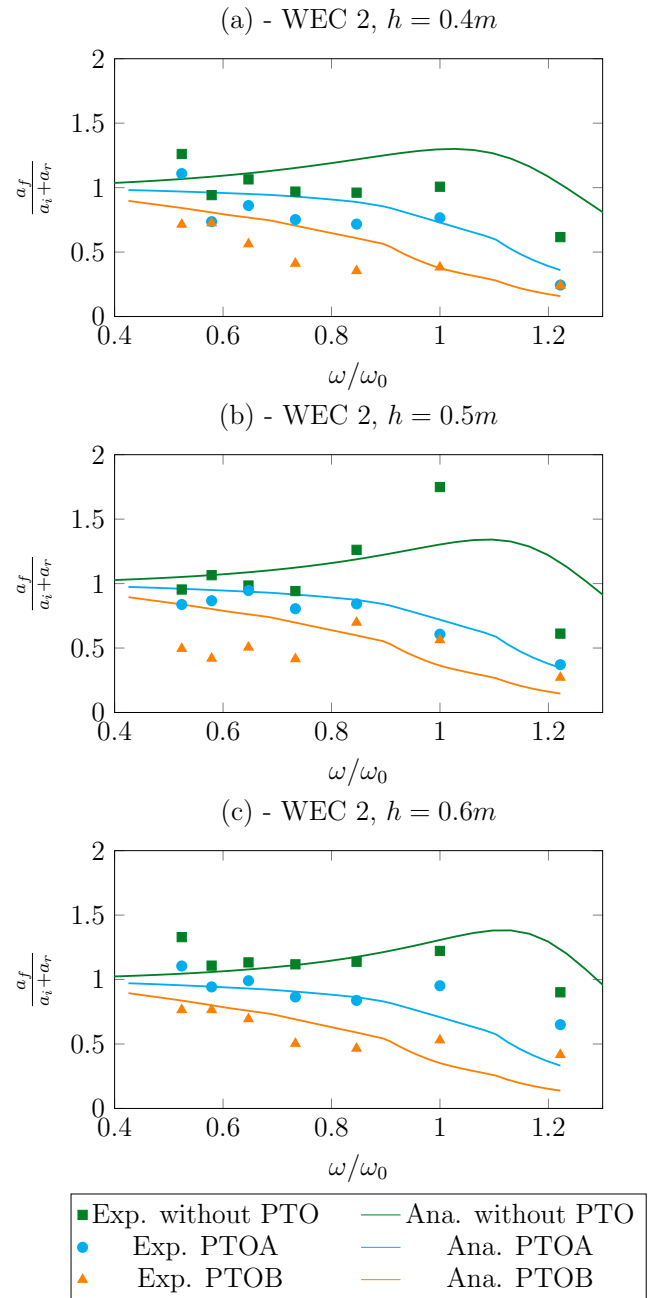 (a) - WEC 2, h = 0.4m
2
1.5
1
0.5
0
a_f / a_i+a_r
0.4 0.6 0.8 1 1.2
ω/ω₀
(b) - WEC 2, h = 0.5m
2
1.5
1
0.5
0
a_f / a_i+a_r
0.4 0.6 0.8 1 1.2
ω/ω₀
(c) - WEC 2, h = 0.6m
2
1.5
1
0.5
0
a_f / a_i+a_r
0.4 0.6 0.8 1 1.2
ω/ω₀
Exp. without PTO Ana. without PTO
Exp. PTOA Ana. PTOA
Exp. PTOB Ana. PTOB